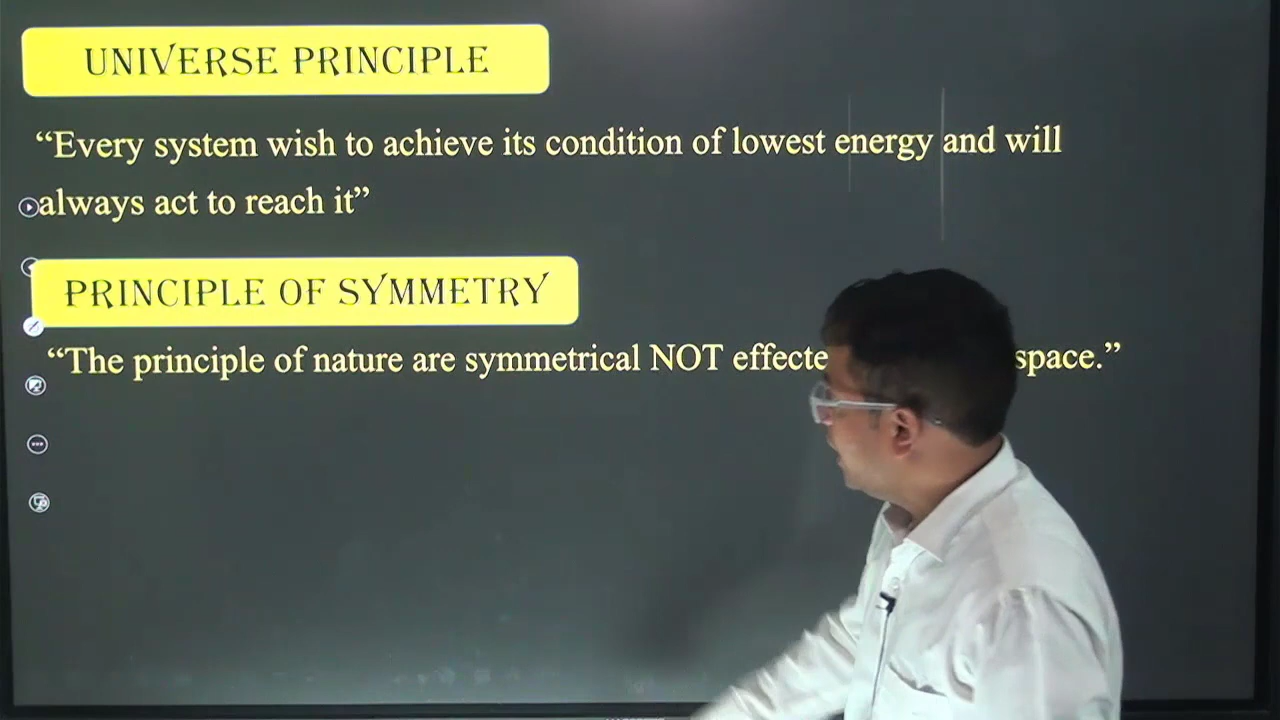 UNIVERSE PRINCIPLE
“Every system wish to achieve its condition of lowest energy and will
always act to reach it”
PRINCIPLE OF SYMMETRY
“The principle of nature are symmetrical NOT space.”